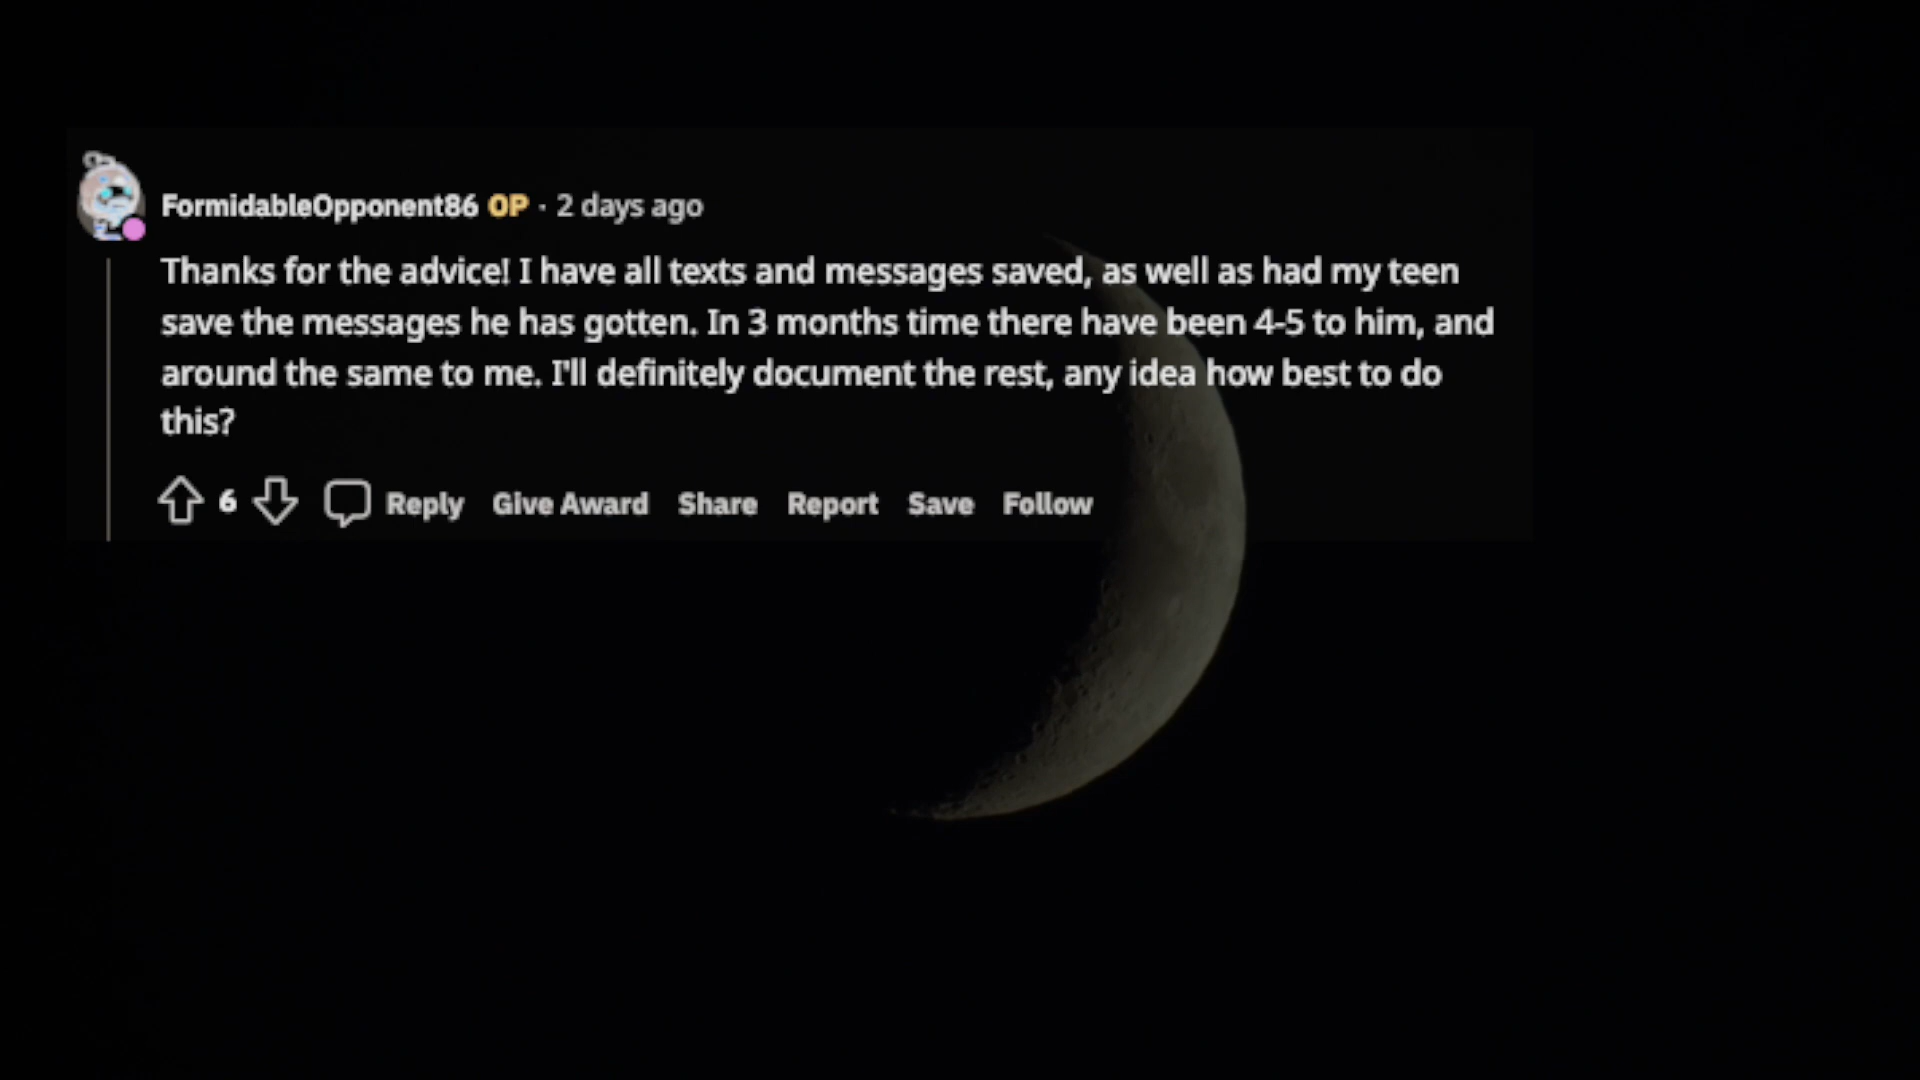 FormidableOpponent86 OP · 2 days ago
Thanks for the advice! I have all texts and messages saved, as well as had my teen
save the messages he has gotten. In 3 months time there have been 4-5 to him, and
around the same to me. I'll definitely document the rest, any idea how best to do
this?
6 Reply Give Award Share Report Save Follow